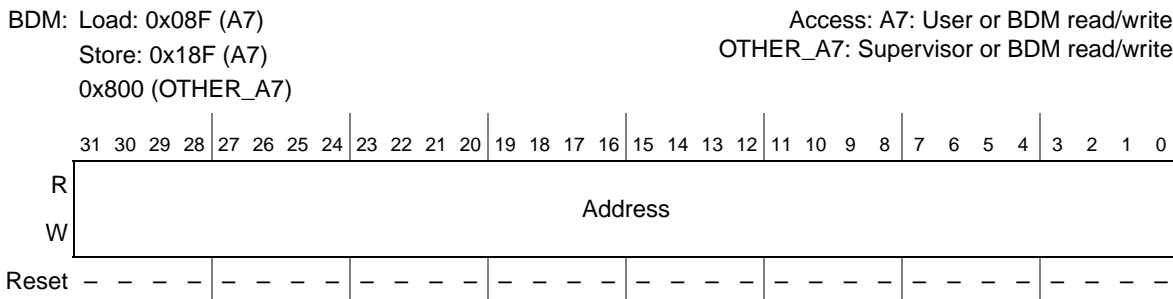 BDM: Load: 0x08F (A7)
Store: 0x18F (A7)
0x800 (OTHER_A7)
Access: A7: User or BDM read/write
OTHER_A7: Supervisor or BDM read/write
31 30 29 28 27 26 25 24 23 22 21 20 19 18 17 16 15 14 13 12 11 10 9 8 7 6 5 4 3 2 1 0
R
Address
W
Reset – – – – – – – – – – – – – – – – – – – – – – – – – – – – – – – –